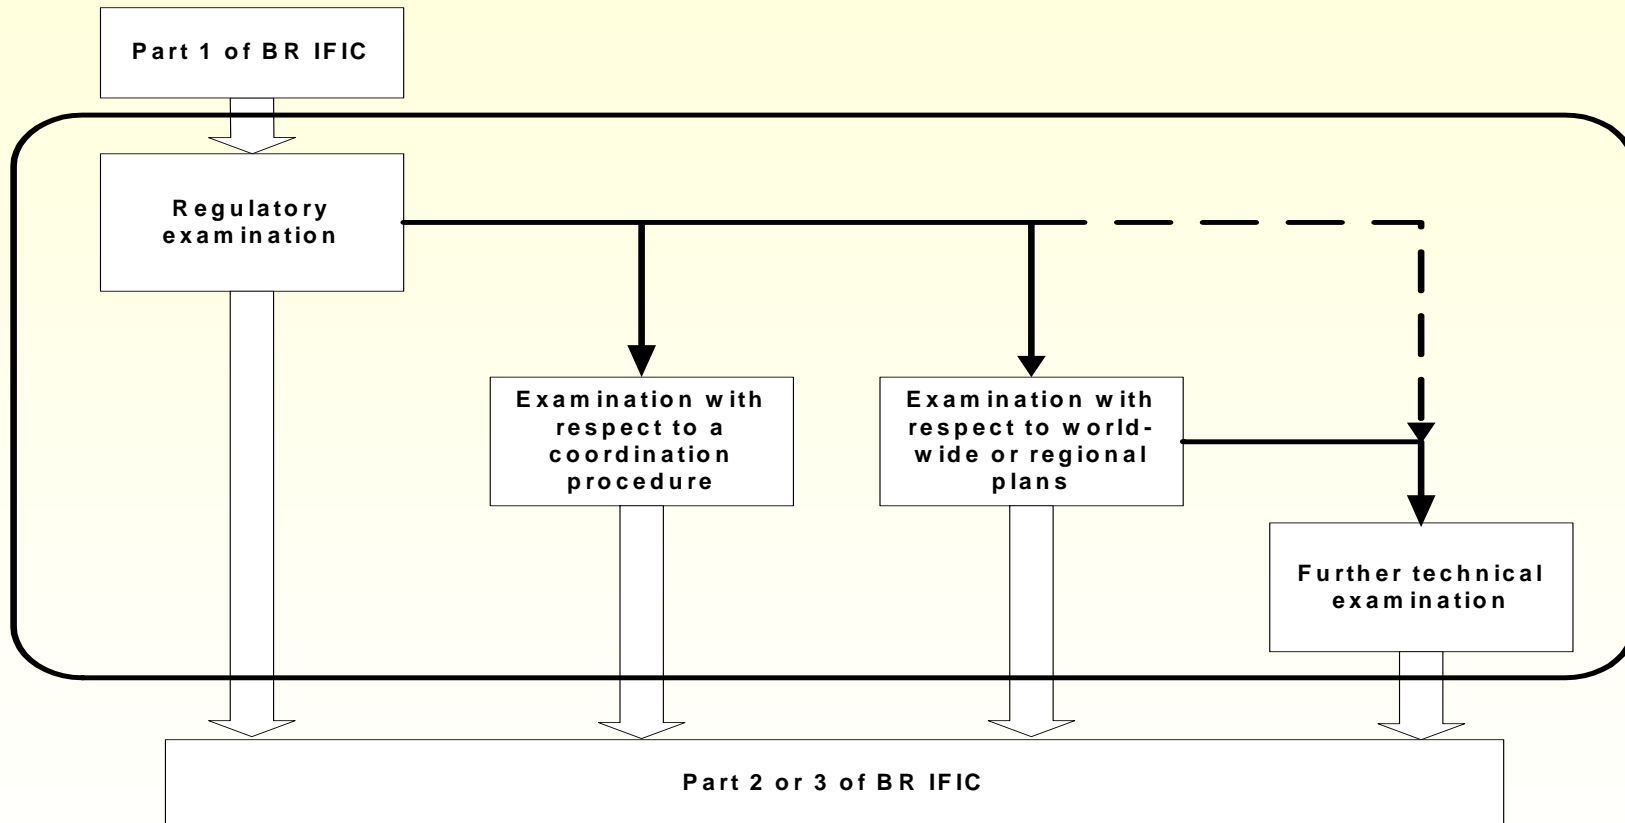 Part 1 of BR IFIC
Regulatory
examination
Examination with
respect to a
coordination
procedure
Examination with
respect to world-
wide or regional
plans
Further technical
examination
Part 2 or 3 of BR IFIC